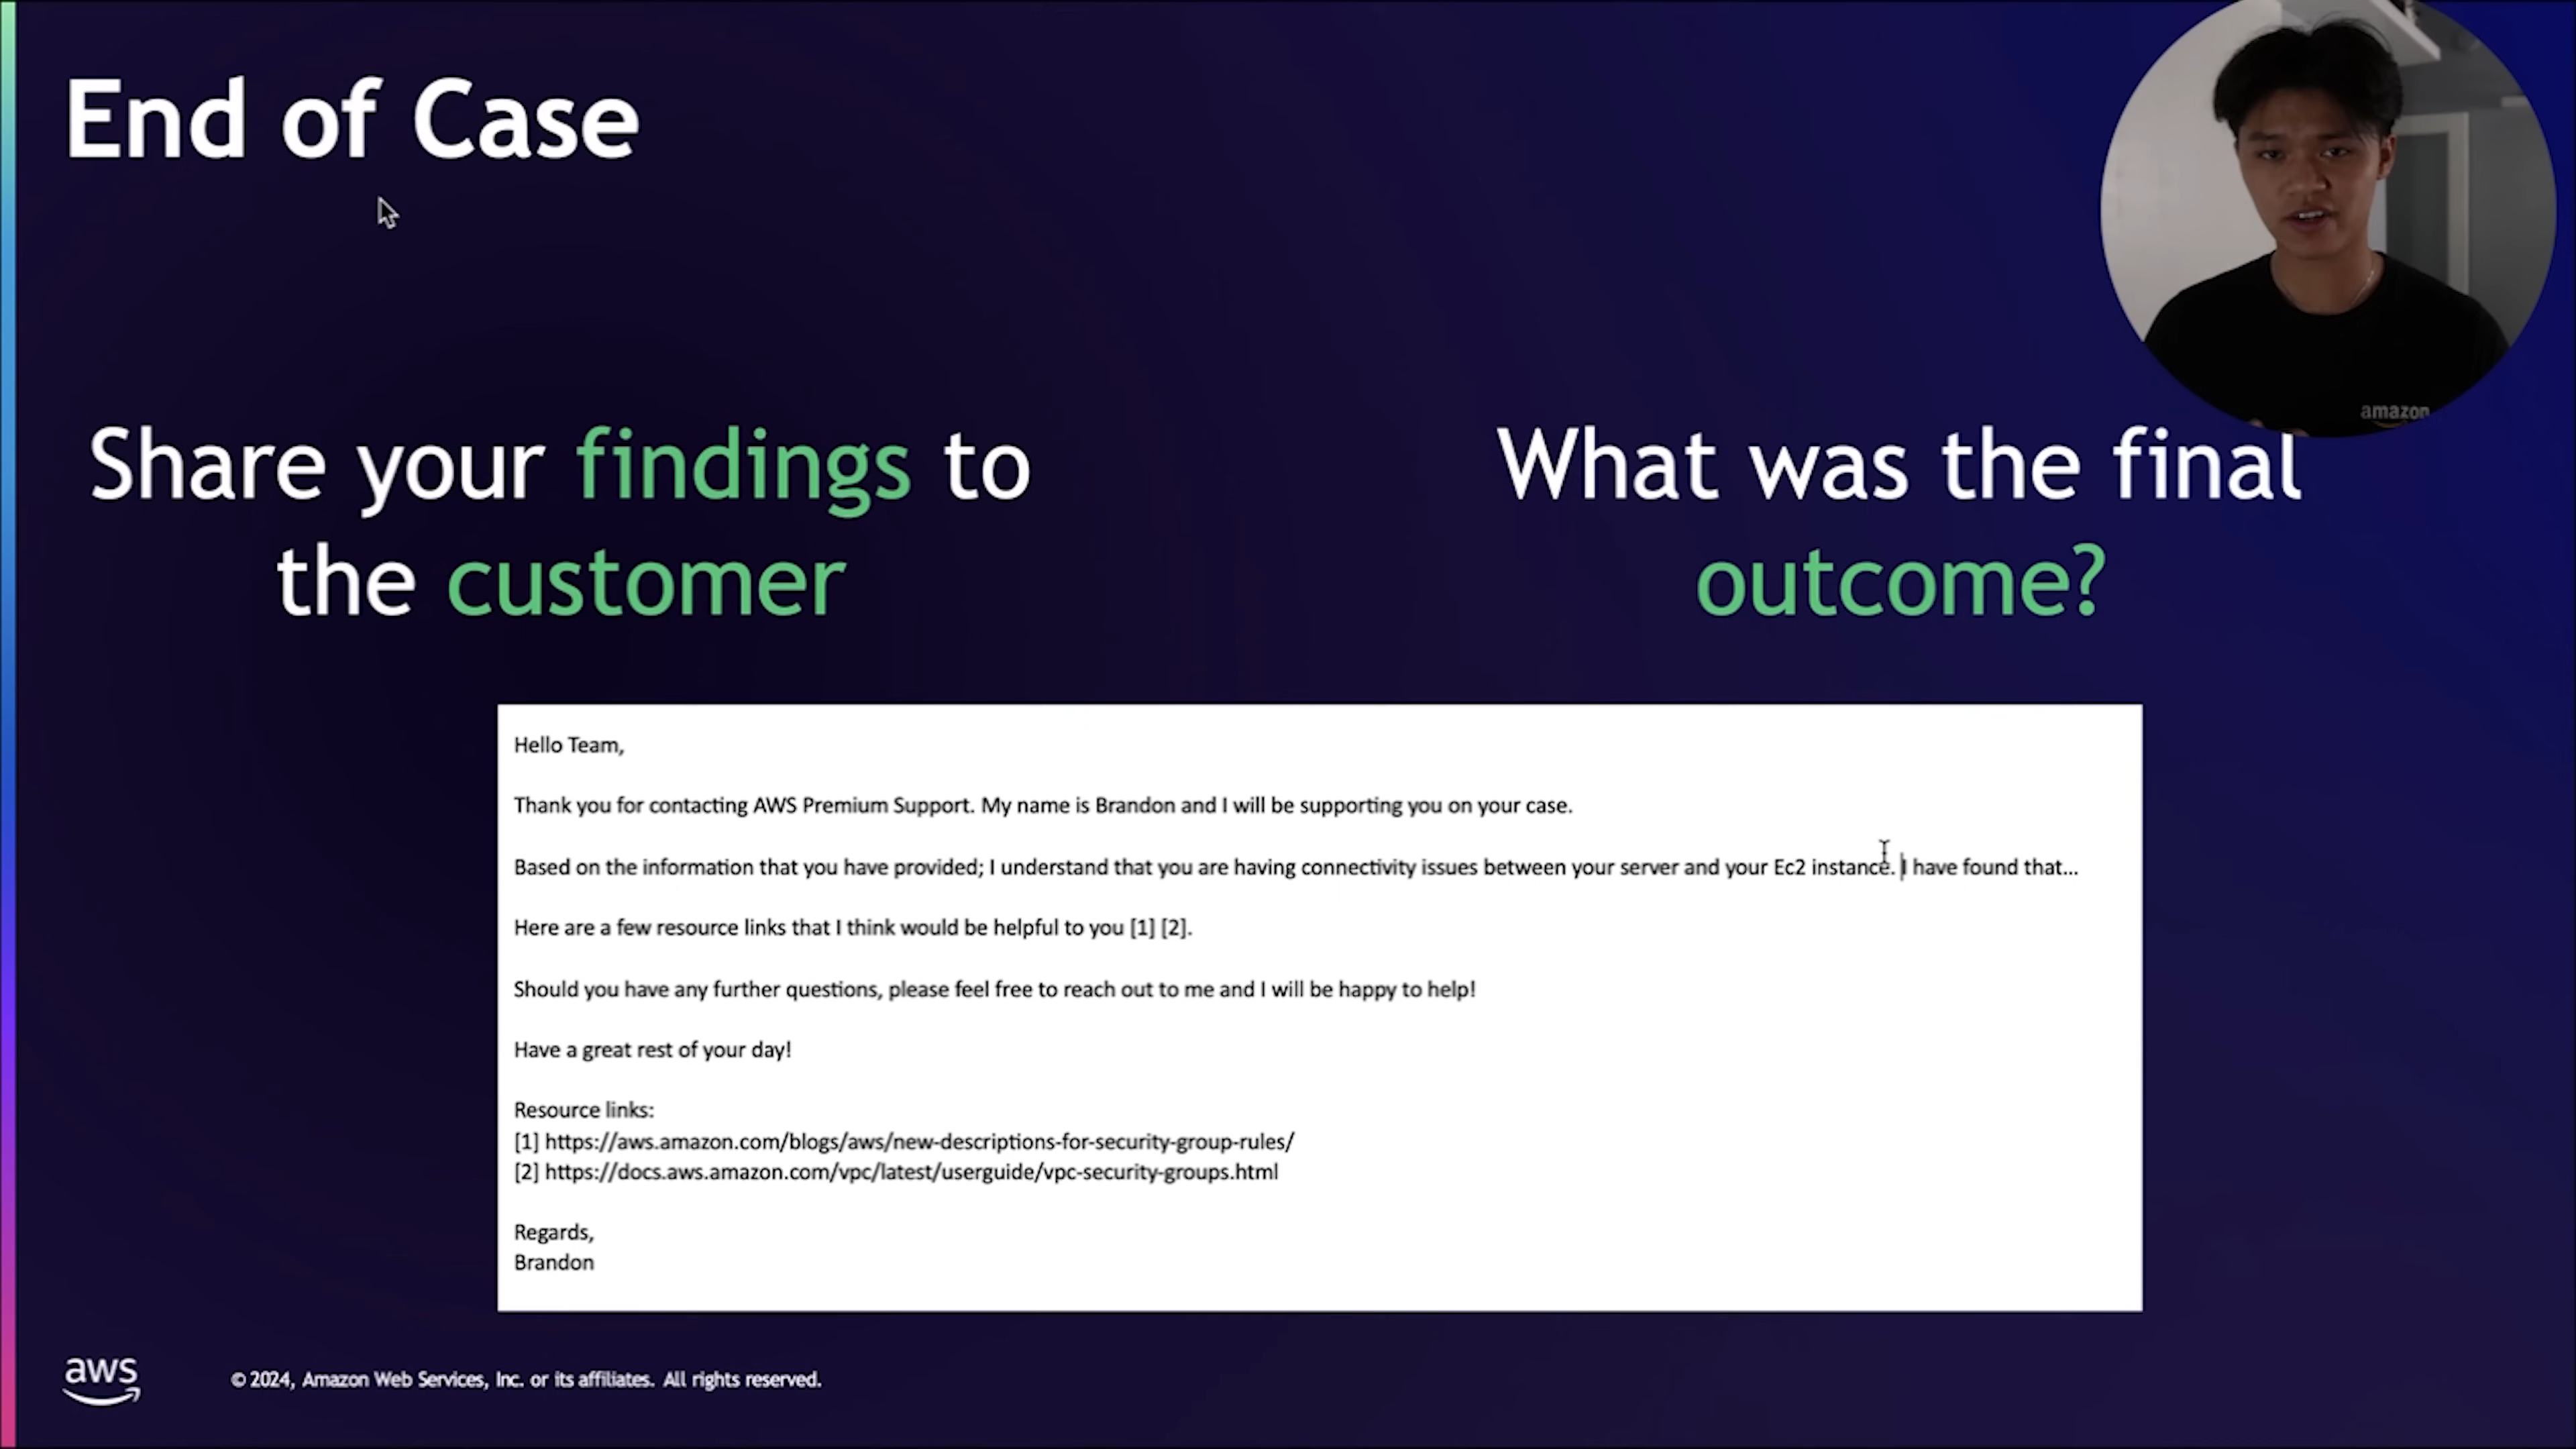 End of Case
amazon
Share your findings to
the customer
What was the final
outcome?
Hello Team,
Thank you for contacting AWS Premium Support. My name is Brandon and I will be supporting you on your case.
Based on the information that you have provided; I understand that you are having connectivity issues between your server and your Ec2 instance. I have found that...
Here are a few resource links that I think would be helpful to you [1] [2].
Should you have any further questions, please feel free to reach out to me and I will be happy to help!
Have a great rest of your day!
Resource links:
[1] https://aws.amazon.com/blogs/aws/new-descriptions-for-security-group-rules/
[2] https://docs.aws.amazon.com/vpc/latest/userguide/vpc-security-groups.html
Regards,
Brandon
aws
© 2024, Amazon Web Services, Inc. or its affiliates. All rights reserved.